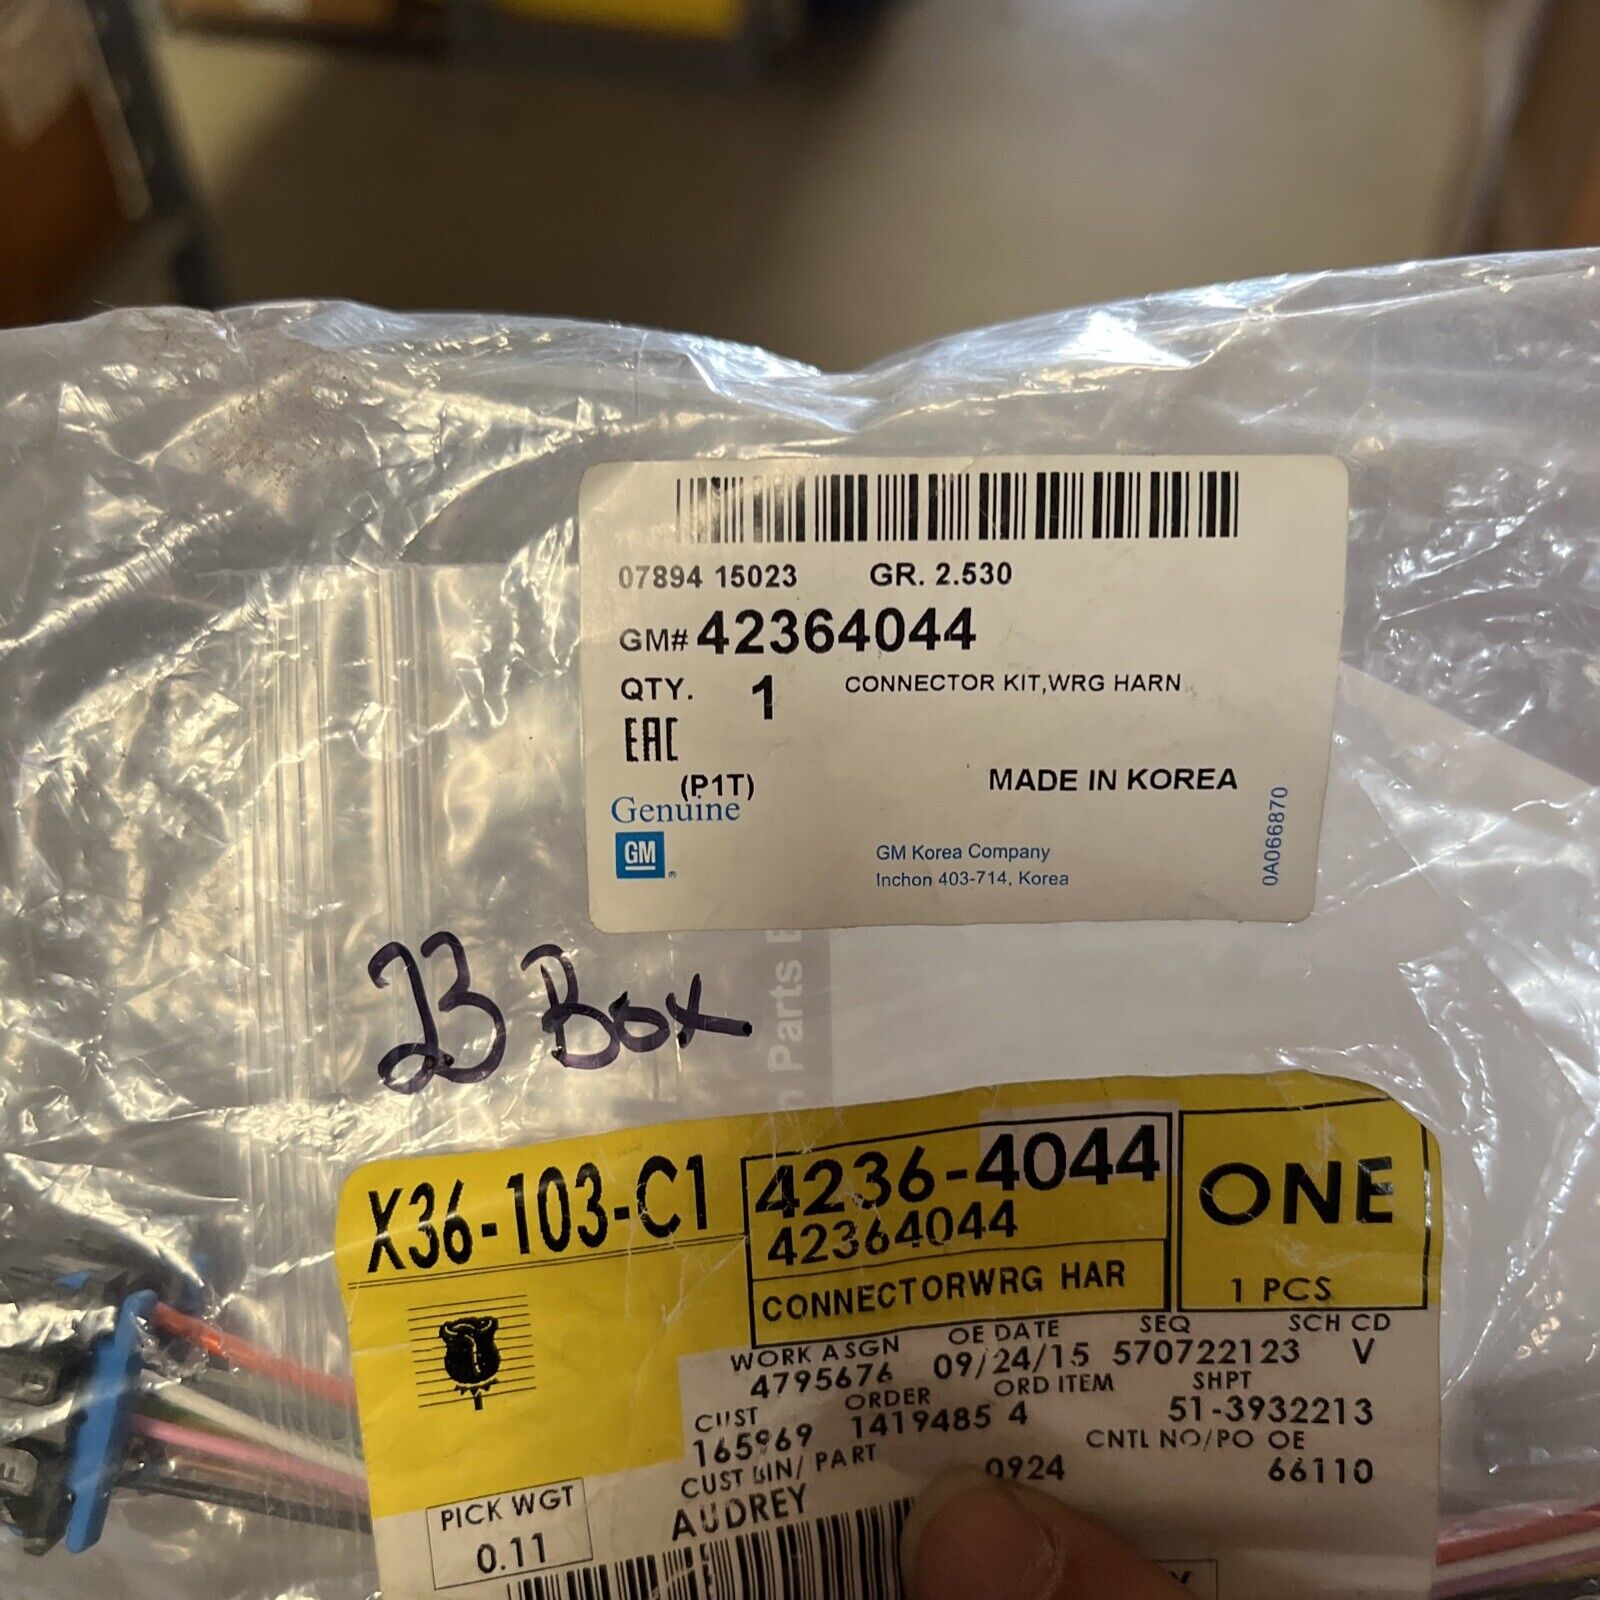 07894 15023 GR. 2.530
GM# 42364044
QTY. 1 CONNECTOR KIT,WRG HARN
EAC
(P1T) MADE IN KOREA
Genuine
GM
GM Korea Company
Inchon 403-714, Korea
0A066870
23 Box
Parts
X36-103-C1
4236-4044
42364044
CONNECTORWRG HAR
ONE
1 PCS
WORK ASGN OE DATE SEQ SCH CD
4795676 09/24/15 570722123 V
CUST ORDER ORD ITEM SHPT
165969 1419485 4 51-3932213
CUST BIN/ PART CNTL NO/PO OE
AUDREY 0924 66110
PICK WGT
0.11
F